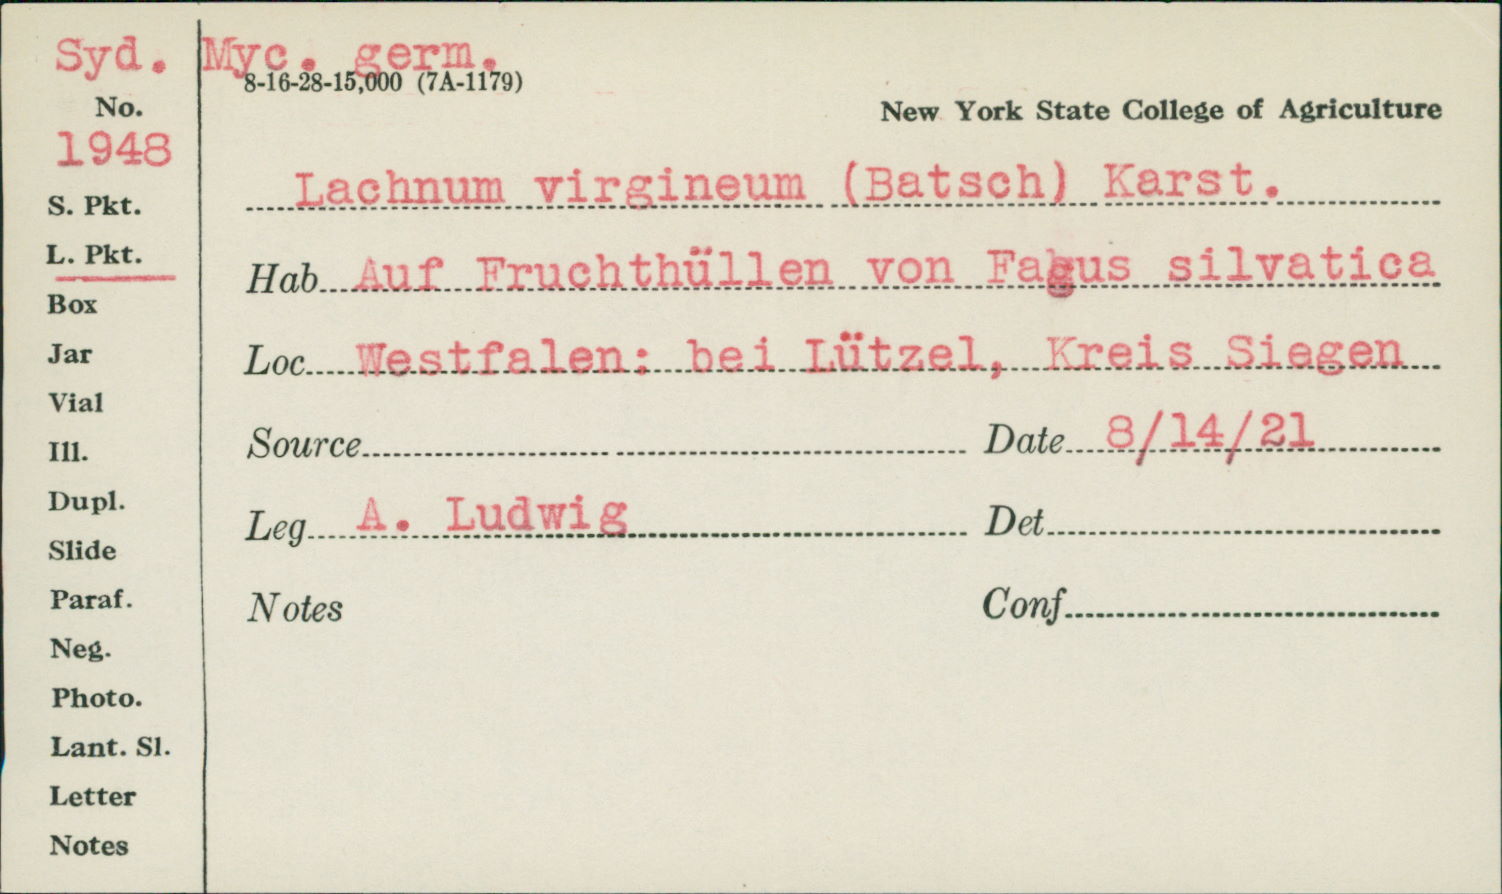 Syd. Myc. germ.
8-16-28-15,000 (7A-1179)
No.
New York State College of Agriculture
1948
Lachnum virgineum (Batsch) Karst.
S. Pkt.
L. Pkt.
Hab. Auf Fruchthüllen von Fagus silvatica
Box
Loc. Westfalen: bei Lützel, Kreis Siegen
Jar
Vial
Source Date 8/14/21
Ill.
Dupl.
Leg. A. Ludwig Det.
Slide
Paraf.
Notes Conf.
Neg.
Photo.
Lant. Sl.
Letter
Notes